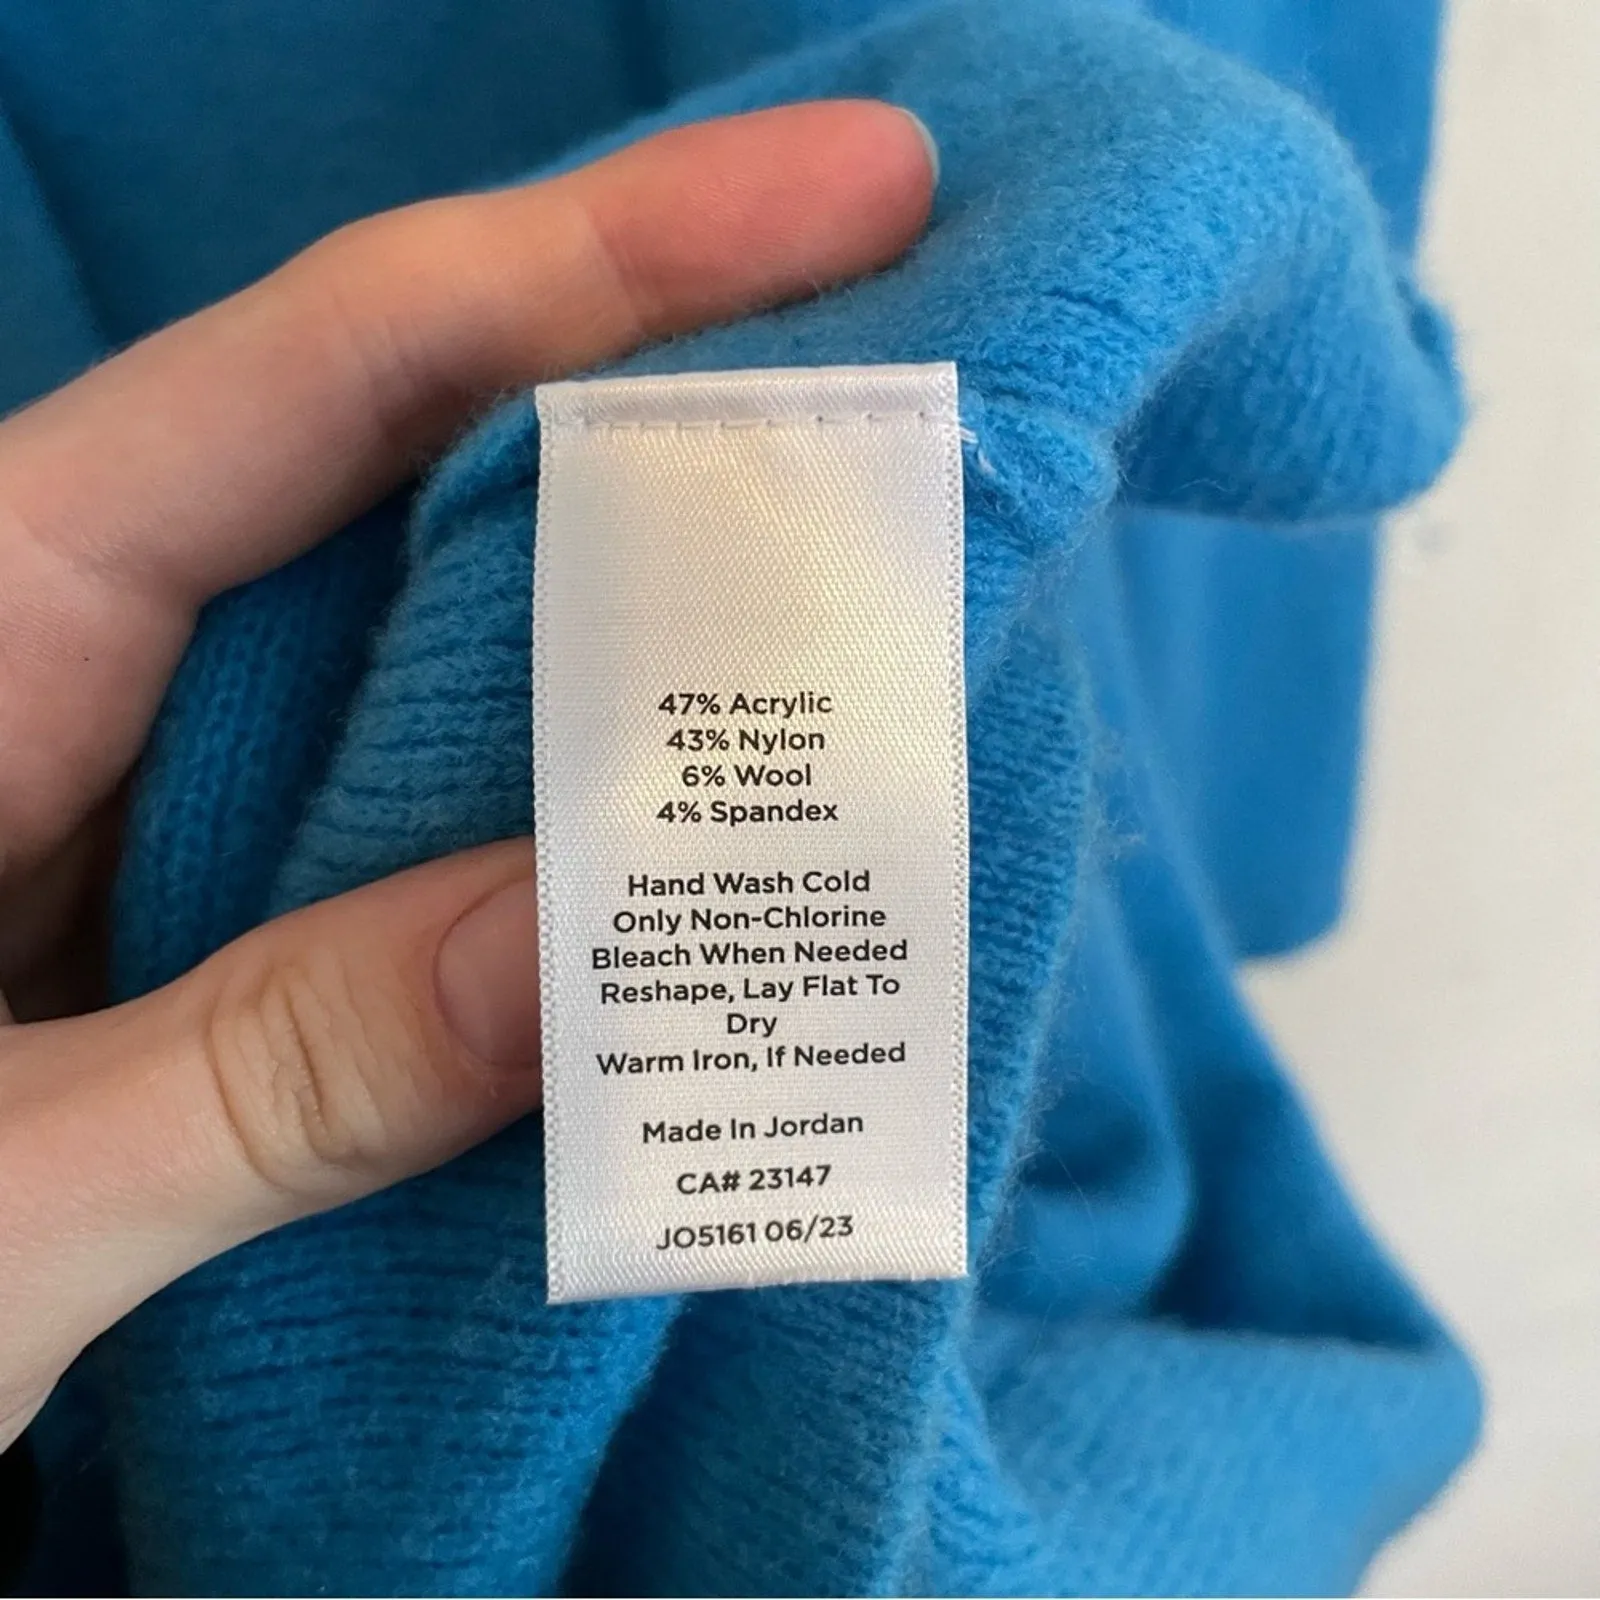 47% Acrylic
43% Nylon
6% Wool
4% Spandex
Hand Wash Cold
Only Non-Chlorine
Bleach When Needed
Reshape, Lay Flat To
Dry
Warm Iron, If Needed
Made In Jordan
CA# 23147
JO5161 06/23